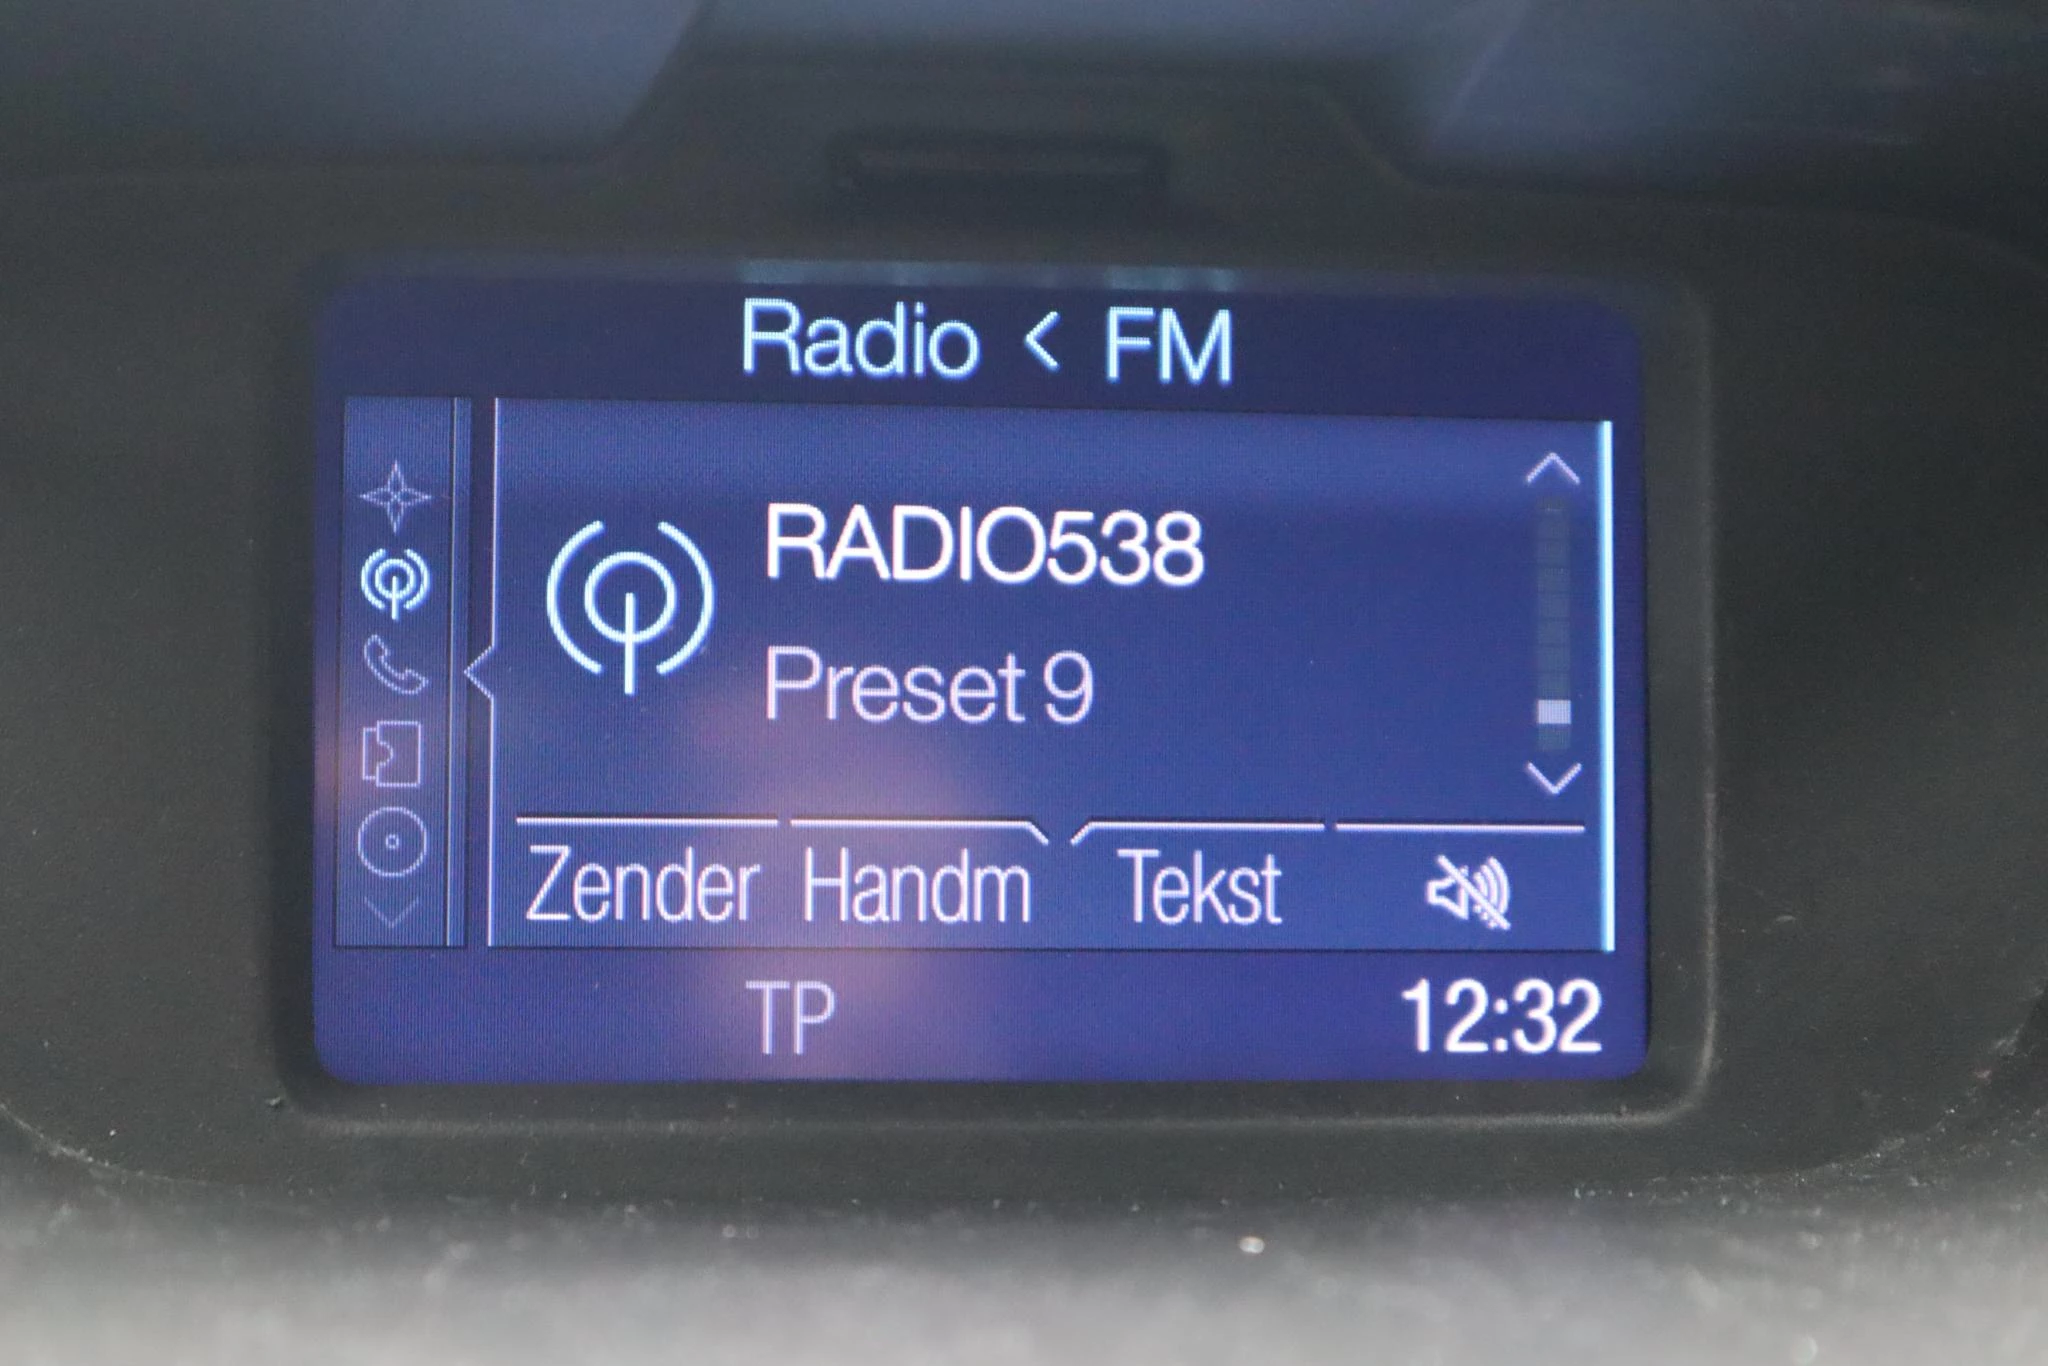 Radio < FM
RADIO538
Preset 9
Zender Handm Tekst
TP 12:32